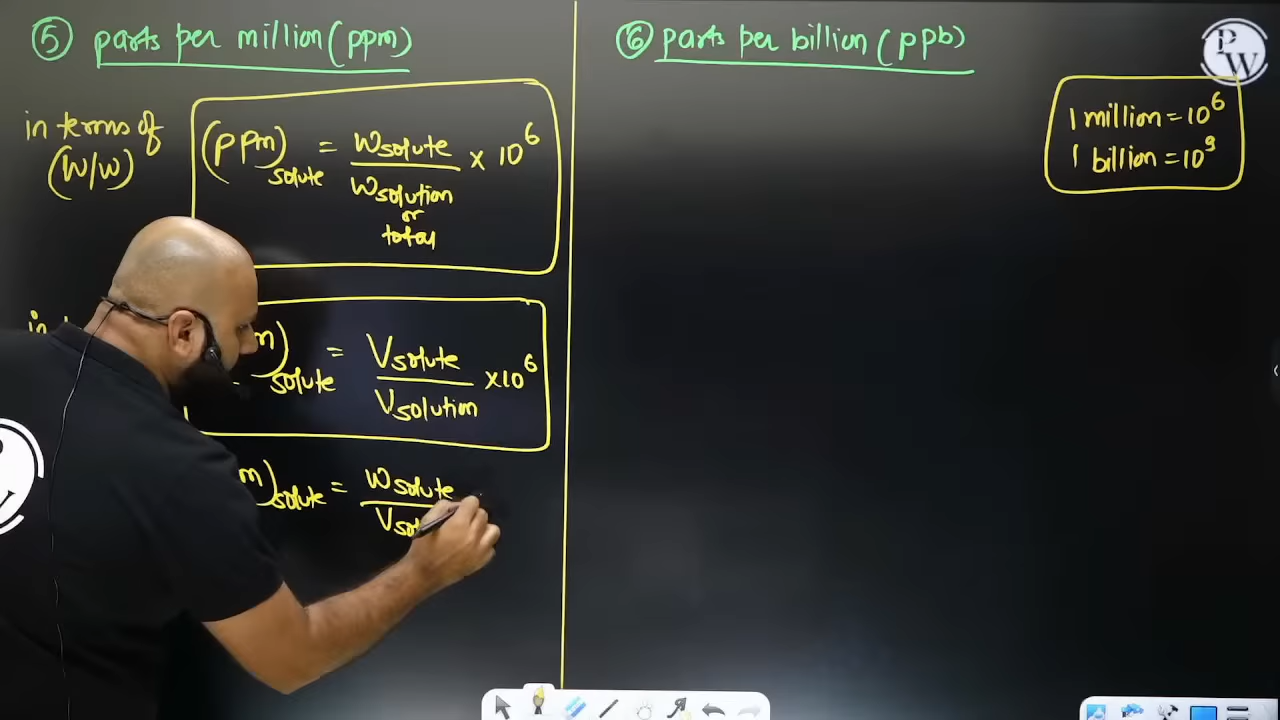 ⑤ parts per million (ppm)
in terms of
(W/W)
(ppm)solute = Wsolute / Wsolution or total × 10^6
m)solute = Vsolute / Vsolution × 10^6
m)solute = Wsolute / Vso
⑥ parts per billion (ppb)
1 million = 10^6
1 billion = 10^9
P
W